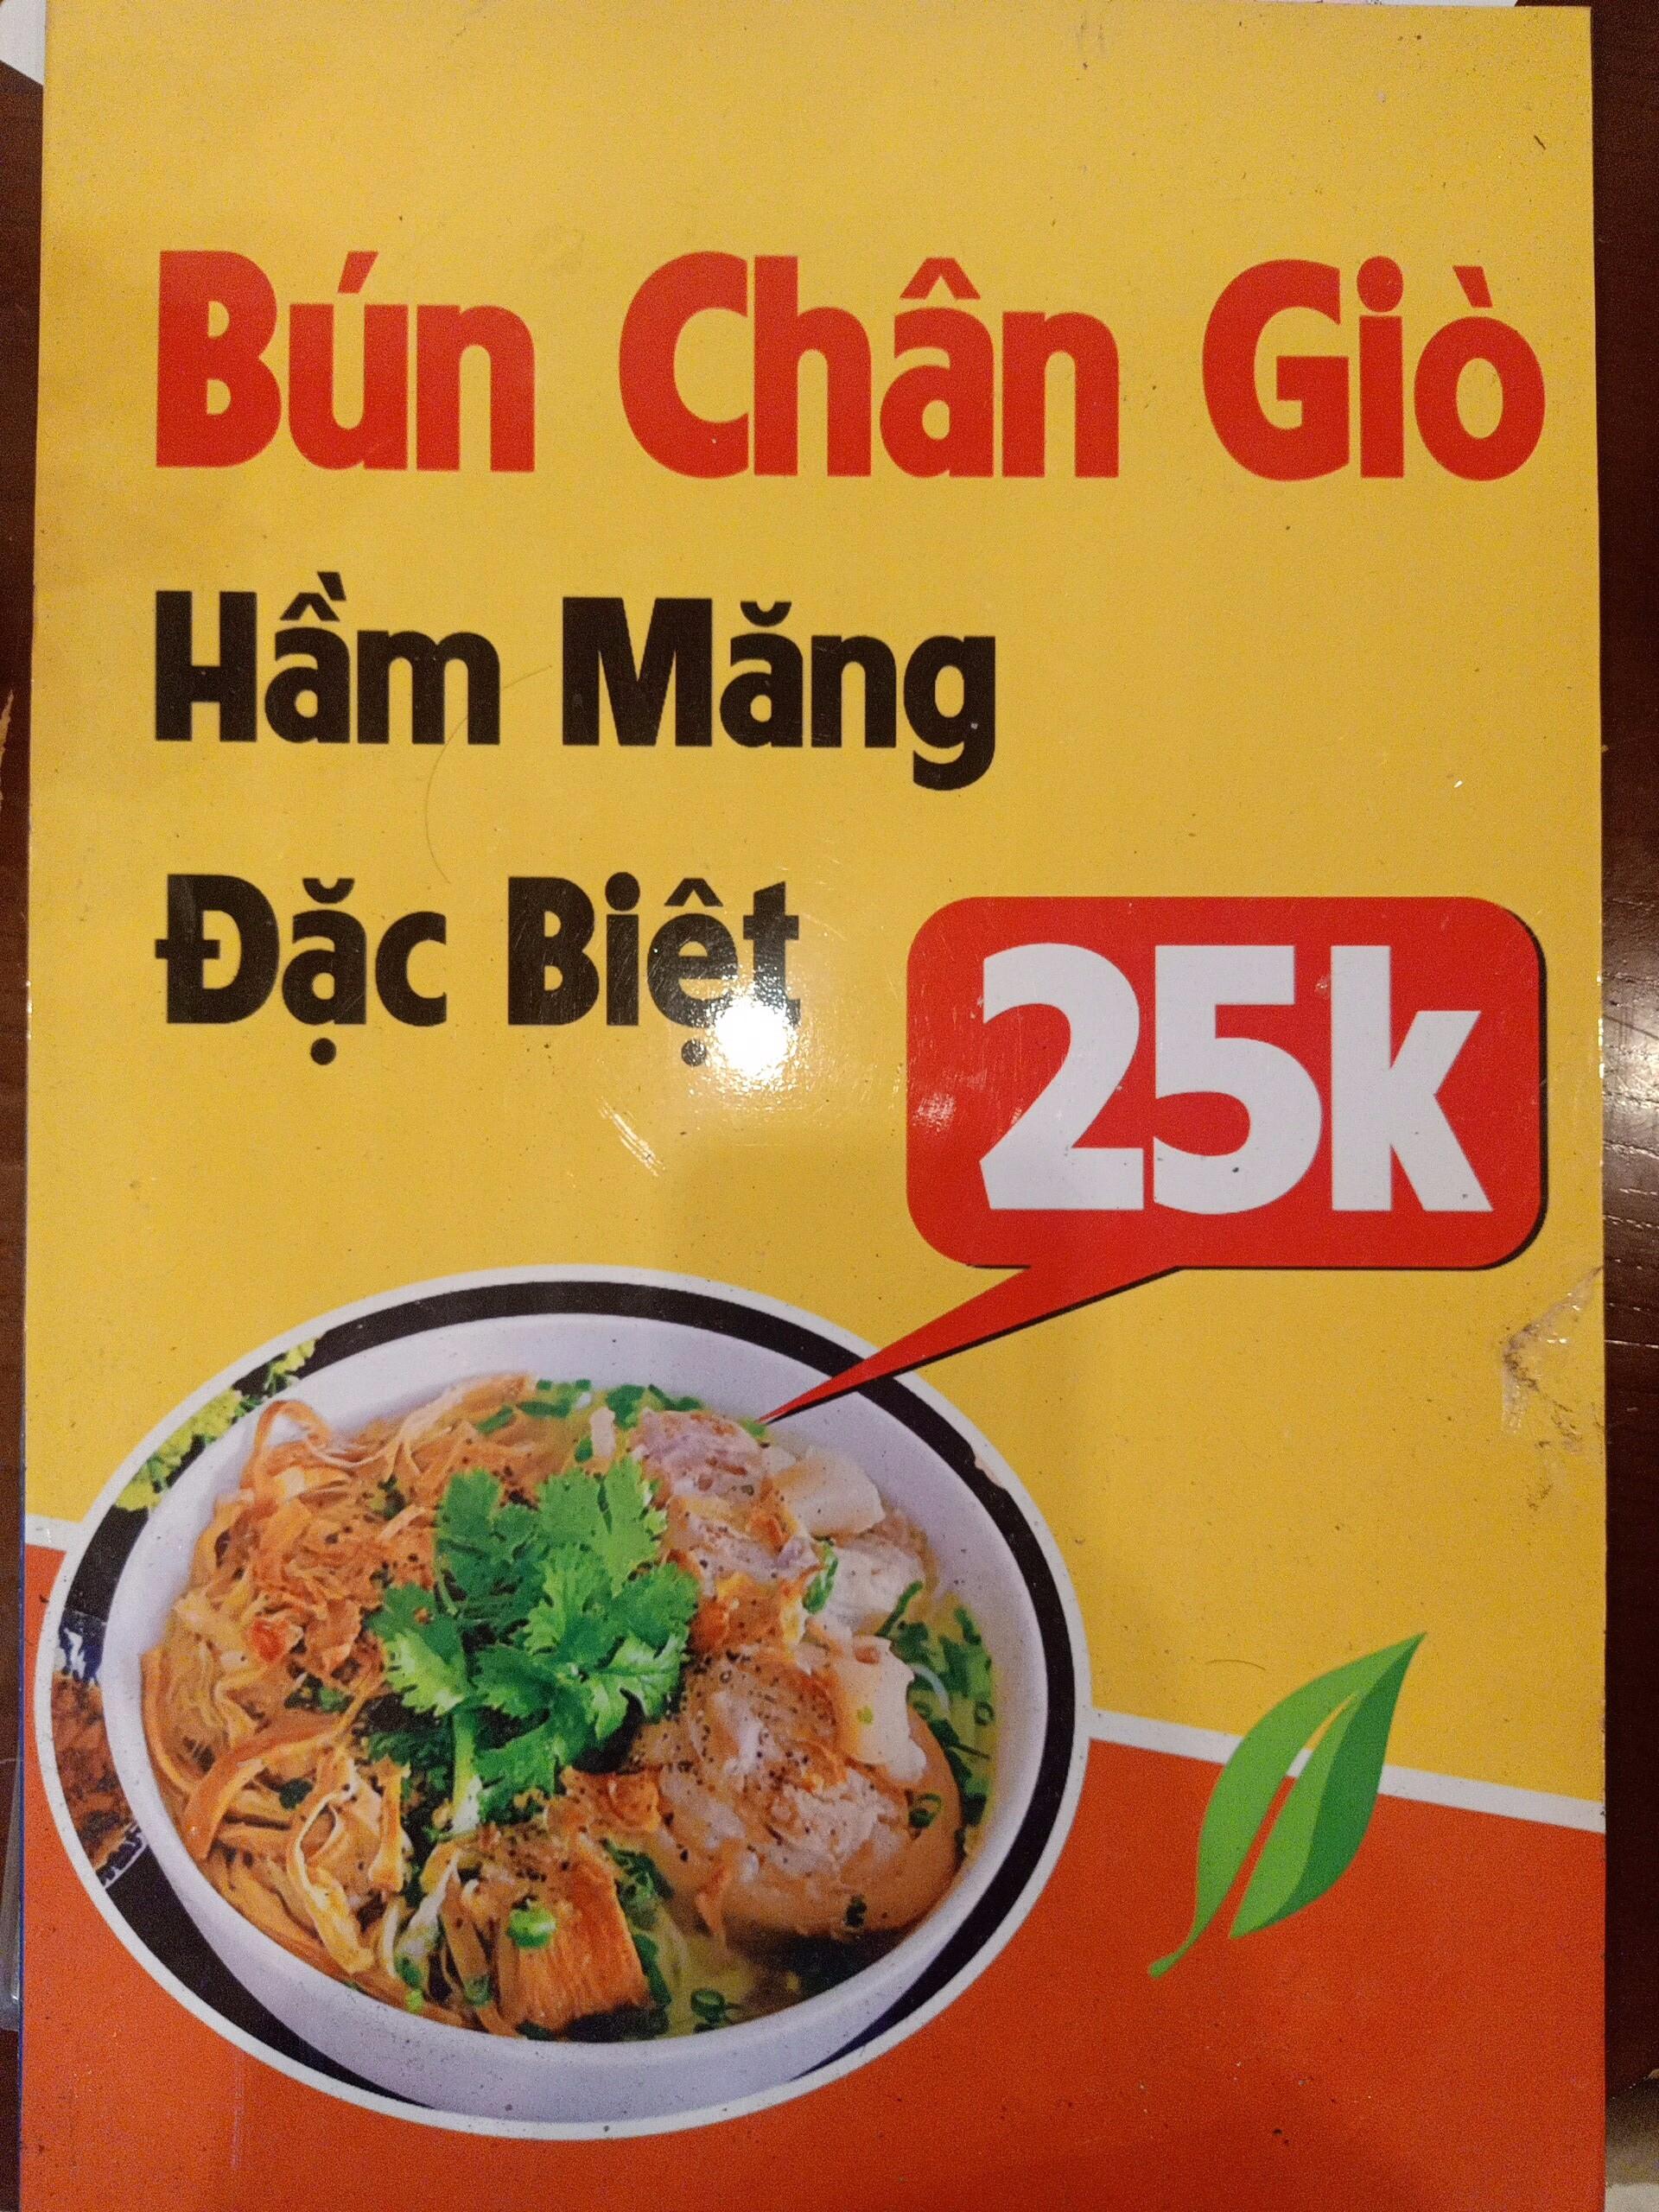 Bún Chân Giò
Hầm Măng
Đặc Biệt
25k